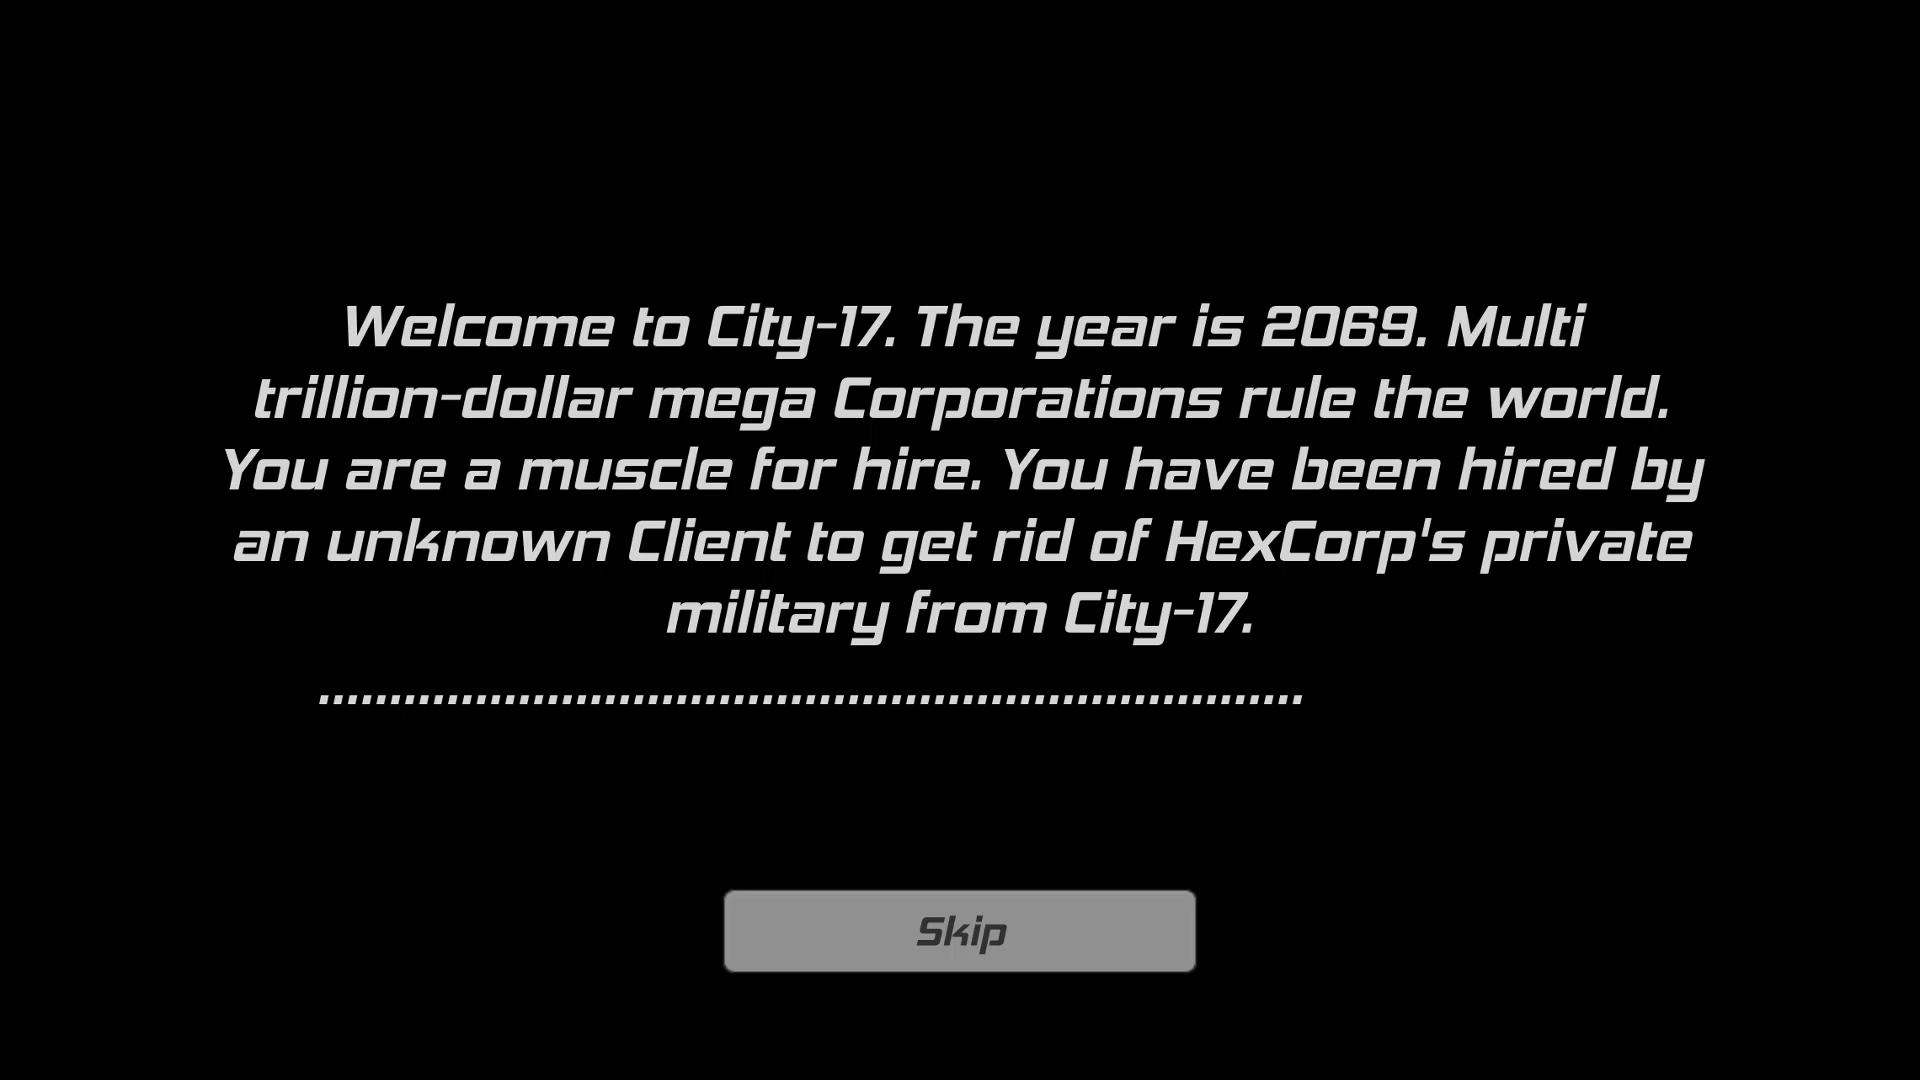 Welcome to City-17. The year is 2069. Multi
trillion-dollar mega Corporations rule the world.
You are a muscle for hire. You have been hired by
an unknown Client to get rid of HexCorp's private
military from City-17.
.....................................................................
Skip